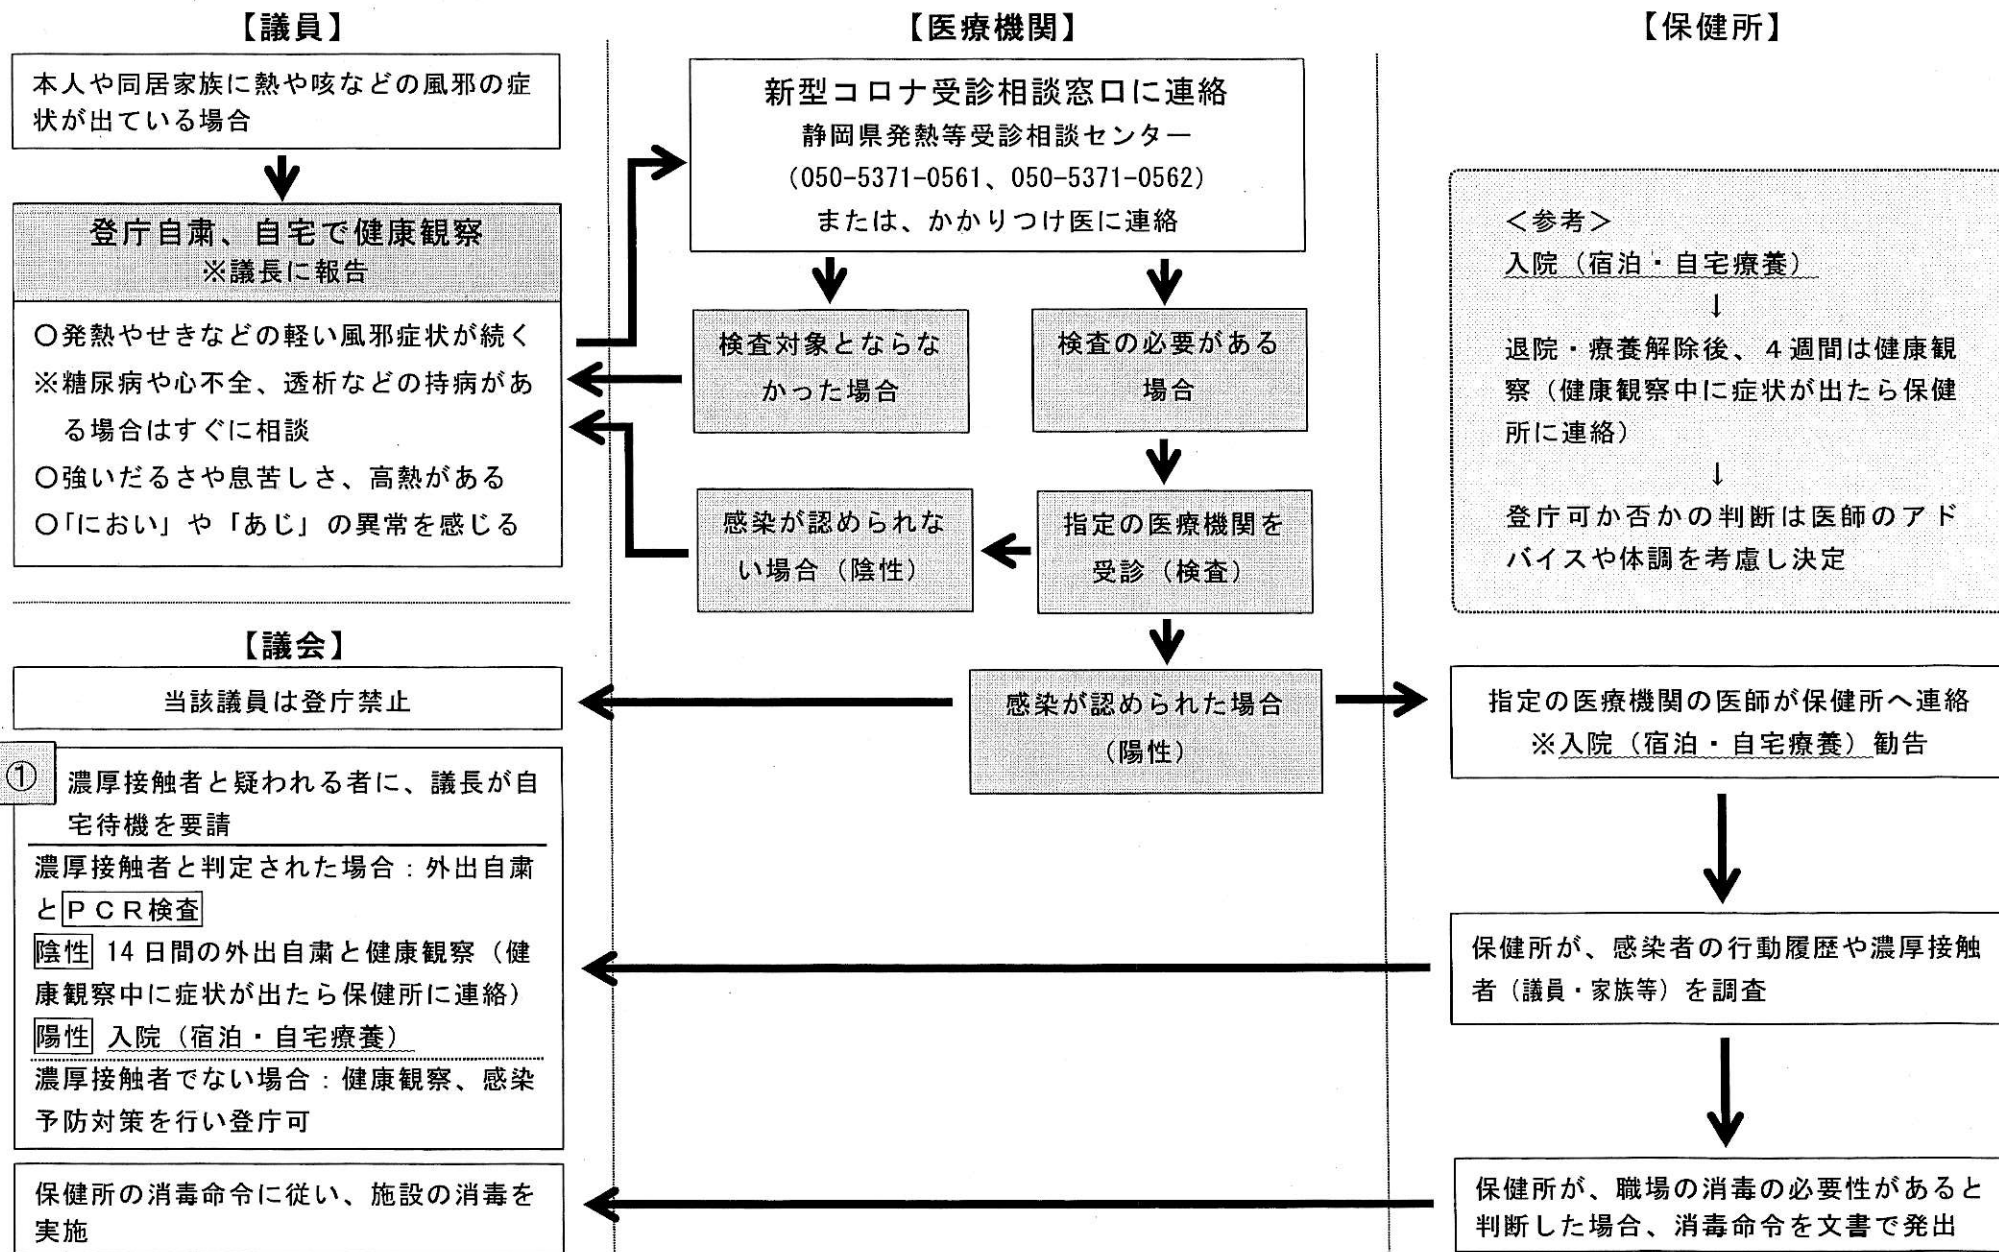 【議員】
本人や同居家族に熱や咳などの風邪の症
状が出ている場合
登庁自粛、自宅で健康観察
※議長に報告
○発熱やせきなどの軽い風邪症状が続く
※糖尿病や心不全、透析などの持病があ
る場合はすぐに相談
○強いだるさや息苦しさ、高熱がある
○「におい」や「あじ」の異常を感じる
【医療機関】
新型コロナ受診相談窓口に連絡
静岡県発熱等受診相談センター
(050-5371-0561、050-5371-0562)
または、かかりつけ医に連絡
検査対象とならな
かった場合
検査の必要がある
場合
感染が認められな
い場合（陰性）
指定の医療機関を
受診（検査）
感染が認められた場合
（陽性）
【保健所】
＜参考＞
入院（宿泊・自宅療養）
↓
退院・療養解除後、４週間は健康観
察（健康観察中に症状が出たら保健
所に連絡）
↓
登庁可か否かの判断は医師のアド
バイスや体調を考慮し決定
指定の医療機関の医師が保健所へ連絡
※入院（宿泊・自宅療養）勧告
保健所が、感染者の行動履歴や濃厚接触
者（議員・家族等）を調査
保健所が、職場の消毒の必要性があると
判断した場合、消毒命令を文書で発出
【議会】
当該議員は登庁禁止
①
濃厚接触者と疑われる者に、議長が自
宅待機を要請
濃厚接触者と判定された場合：外出自粛
とＰＣＲ検査
陰性 14日間の外出自粛と健康観察（健
康観察中に症状が出たら保健所に連絡）
陽性 入院（宿泊・自宅療養）
濃厚接触者でない場合：健康観察、感染
予防対策を行い登庁可
保健所の消毒命令に従い、施設の消毒を
実施